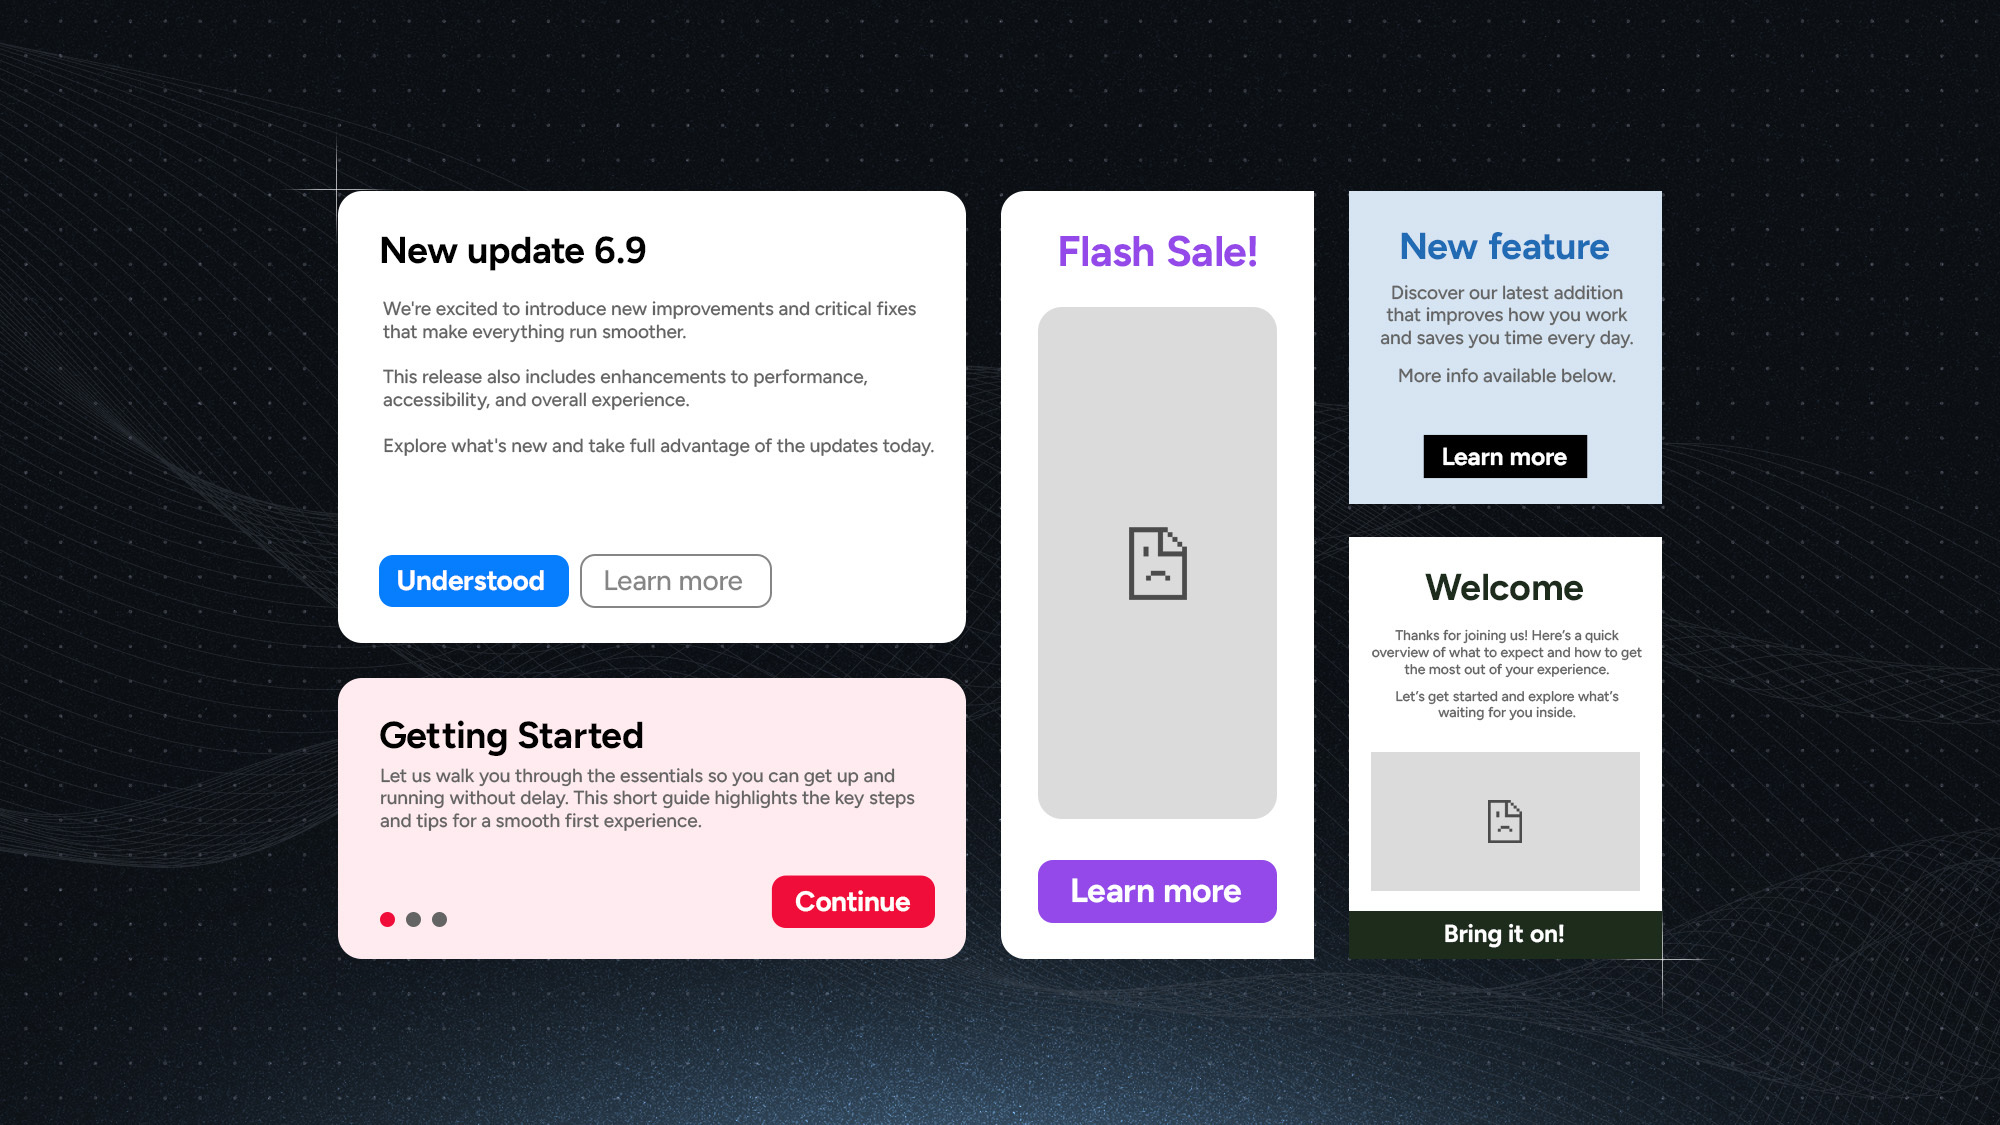 New update 6.9
We're excited to introduce new improvements and critical fixes
that make everything run smoother.
This release also includes enhancements to performance,
accessibility, and overall experience.
Explore what's new and take full advantage of the updates today.
Understood
Learn more
Getting Started
Let us walk you through the essentials so you can get up and
running without delay. This short guide highlights the key steps
and tips for a smooth first experience.
Continue
Flash Sale!
Learn more
New feature
Discover our latest addition
that improves how you work
and saves you time every day.
More info available below.
Learn more
Welcome
Thanks for joining us! Here’s a quick
overview of what to expect and how to get
the most out of your experience.
Let’s get started and explore what’s
waiting for you inside.
Bring it on!